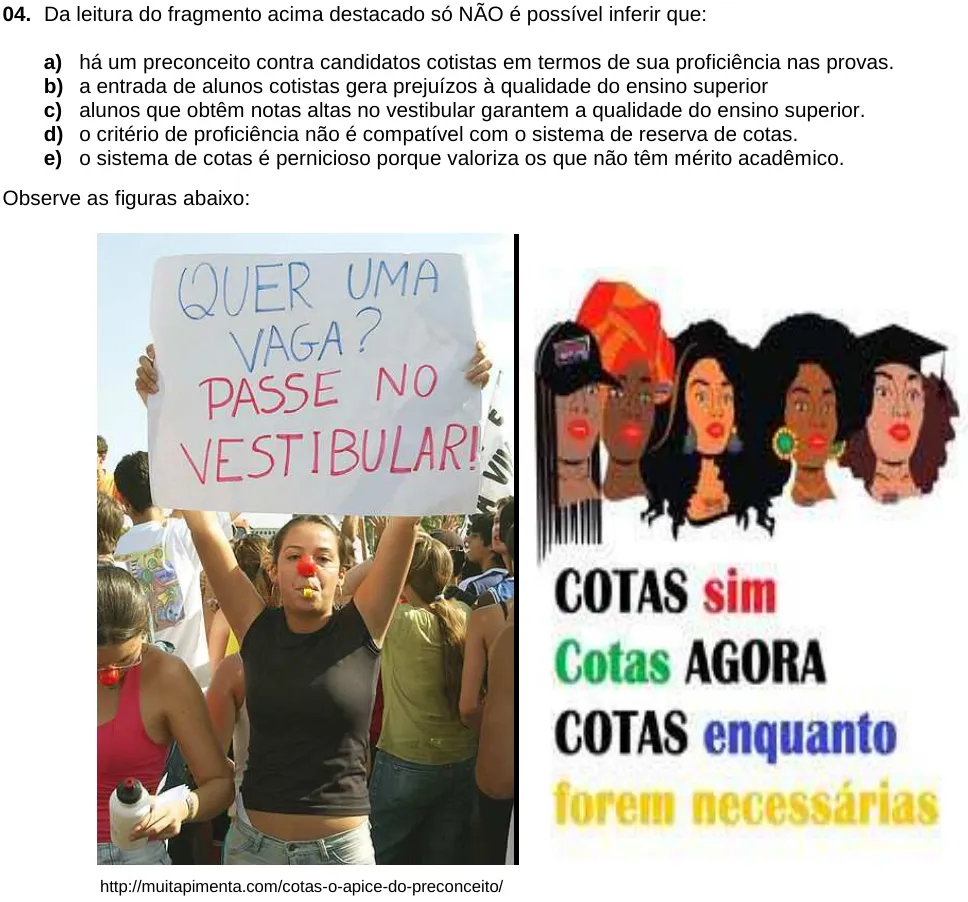 04. Da leitura do fragmento acima destacado só NÃO é possível inferir que:
a) há um preconceito contra candidatos cotistas em termos de sua proficiência nas provas.
b) a entrada de alunos cotistas gera prejuízos à qualidade do ensino superior
c) alunos que obtêm notas altas no vestibular garantem a qualidade do ensino superior.
d) o critério de proficiência não é compatível com o sistema de reserva de cotas.
e) o sistema de cotas é pernicioso porque valoriza os que não têm mérito acadêmico.
Observe as figuras abaixo:
QUER UMA
VAGA?
PASSE NO
VESTIBULAR!
COTAS sim
Cotas AGORA
COTAS enquanto
forem necessárias
http://muitapimenta.com/cotas-o-apice-do-preconceito/